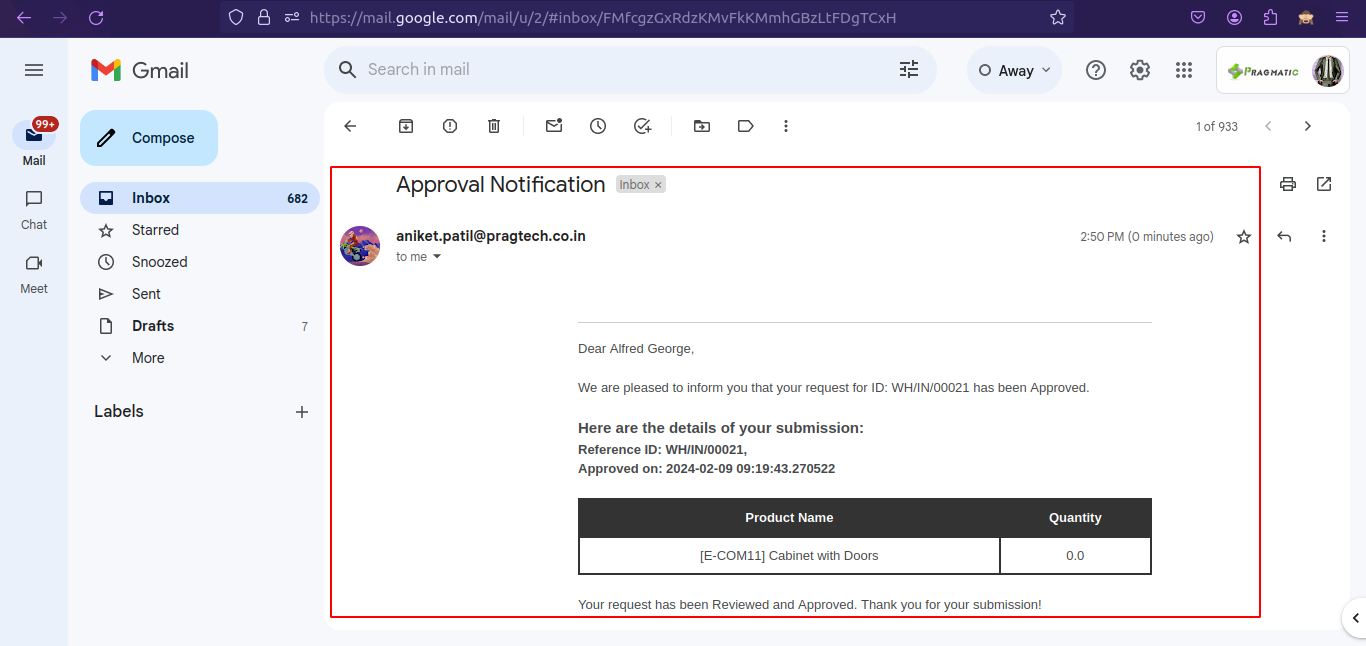 https://mail.google.com/mail/u/2/#inbox/FMfcgzGxRdzKMvFkKMmhGBzLtFDgTCxH
Gmail
Search in mail
Away
PRAGMATIC
99+
Mail
Chat
Meet
Compose
Inbox 682
Starred
Snoozed
Sent
Drafts 7
More
Labels
1 of 933
Approval Notification Inbox ×
aniket.patil@pragtech.co.in 2:50 PM (0 minutes ago)
to me
Dear Alfred George,
We are pleased to inform you that your request for ID: WH/IN/00021 has been Approved.
Here are the details of your submission:
Reference ID: WH/IN/00021,
Approved on: 2024-02-09 09:19:43.270522
Product Name Quantity
[E-COM11] Cabinet with Doors 0.0
Your request has been Reviewed and Approved. Thank you for your submission!